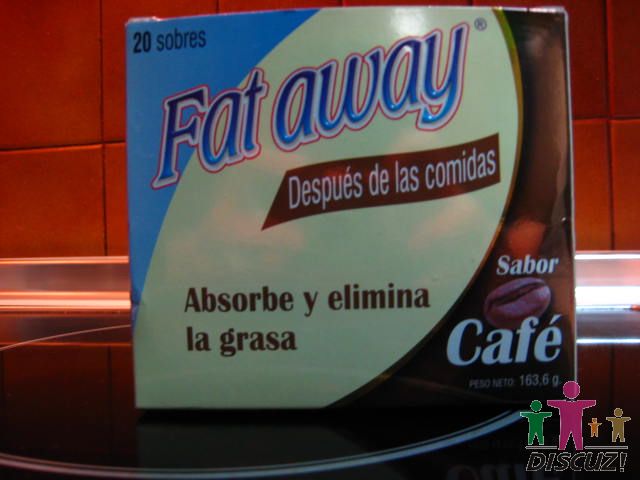 20 sobres
Fat away®
Después de las comidas
Absorbe y elimina
la grasa
Sabor
Café
PESO NETO: 163,6 g.
DISCUZ!